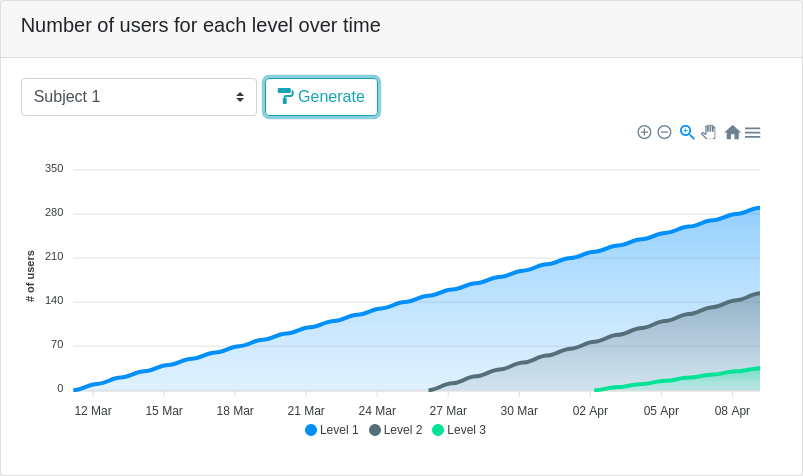 Number of users for each level over time
Subject 1
Generate
350
280
210
140
70
0
# of users
12 Mar 15 Mar 18 Mar 21 Mar 24 Mar 27 Mar 30 Mar 02 Apr 05 Apr 08 Apr
Level 1 Level 2 Level 3